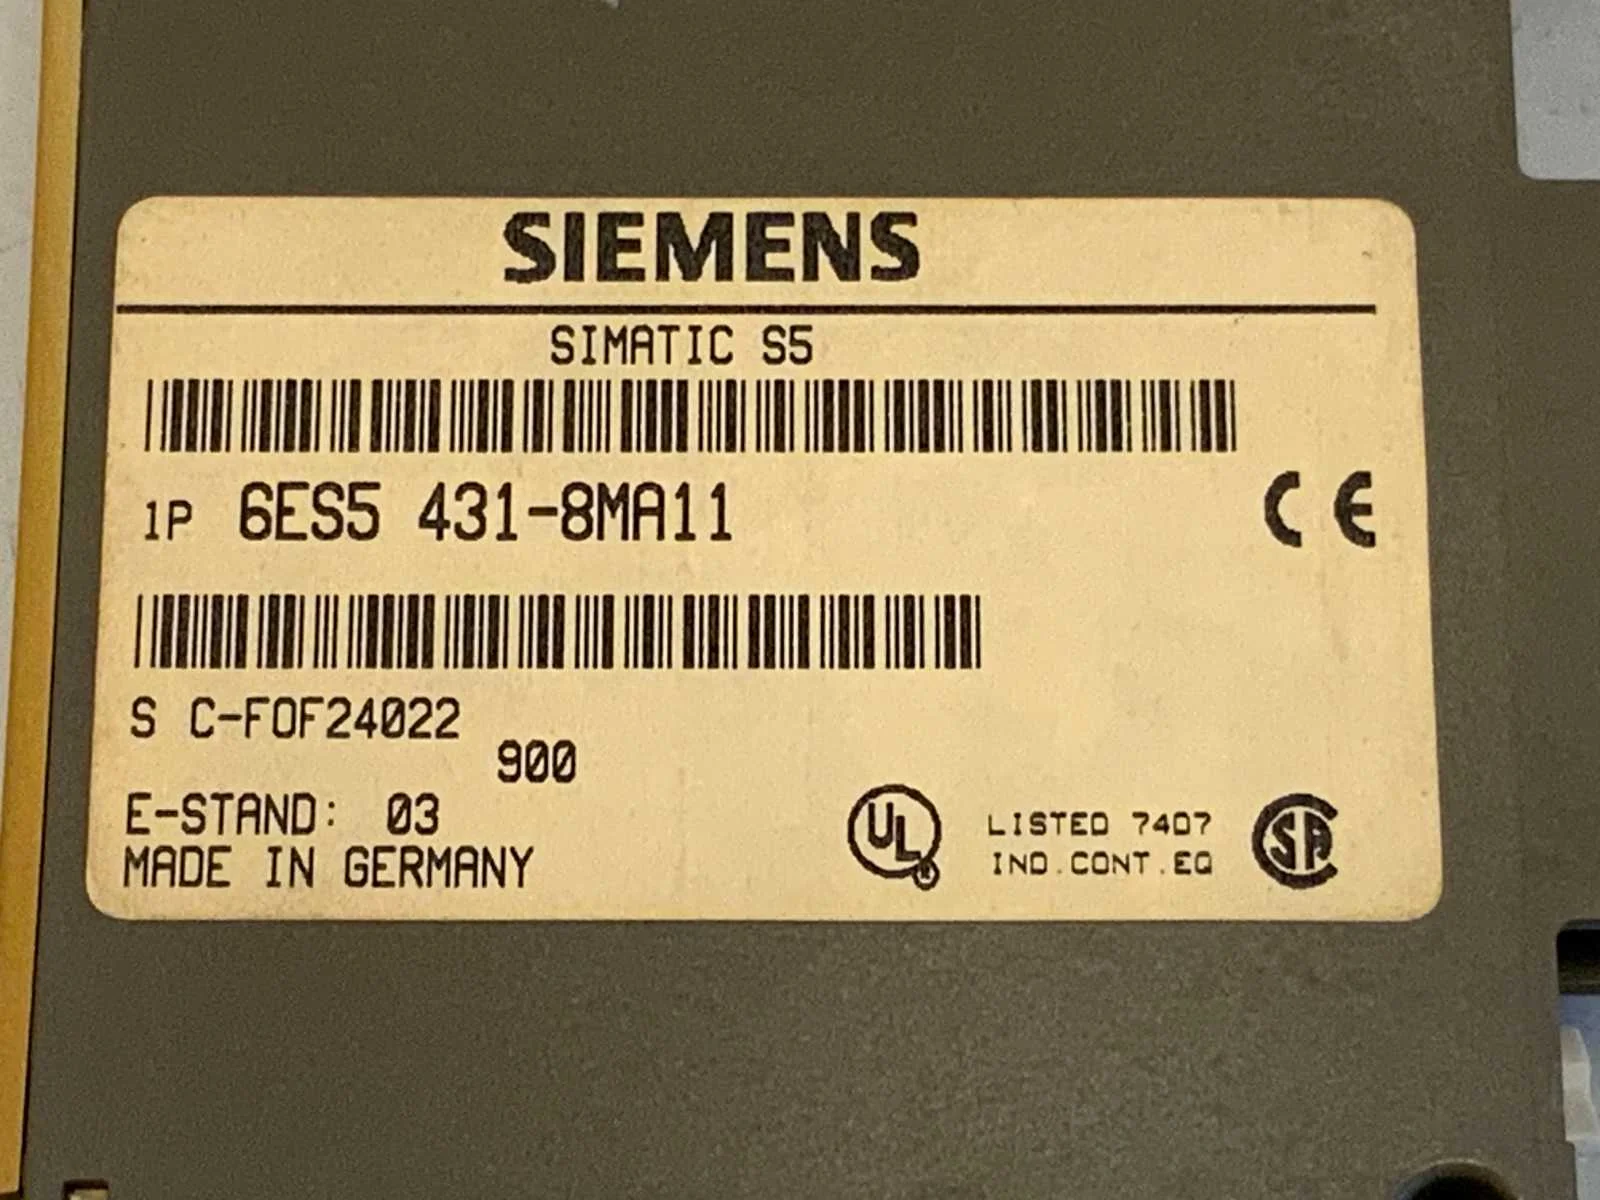 SIEMENS
SIMATIC S5
1P 6ES5 431-8MA11
CE
S C-F0F24022
900
E-STAND: 03
MADE IN GERMANY
UL
LISTED 7407
IND.CONT.EQ
SA